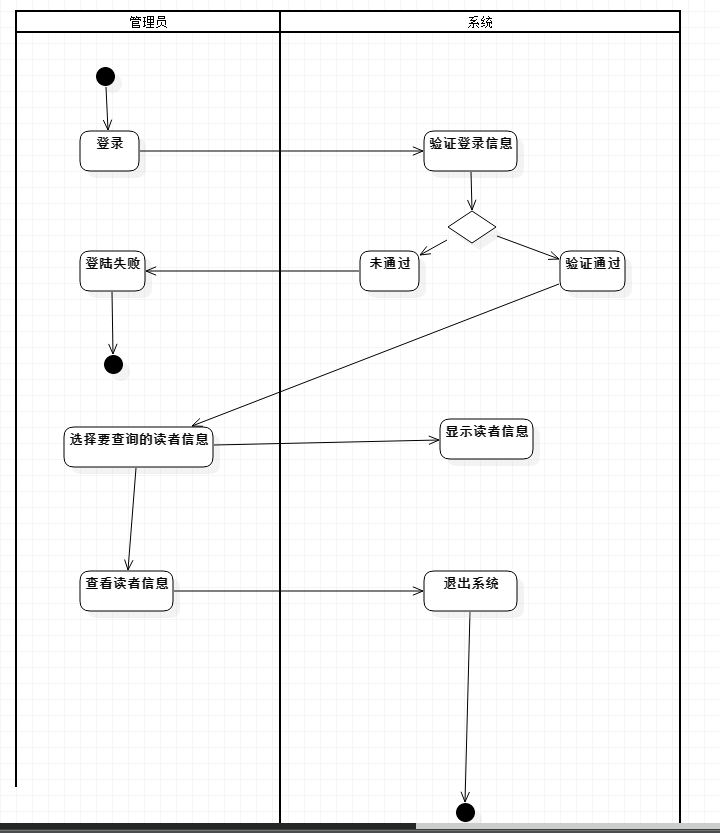 管理员
系统
登录
验证登录信息
登陆失败
未通过
验证通过
选择要查询的读者信息
显示读者信息
查看读者信息
退出系统